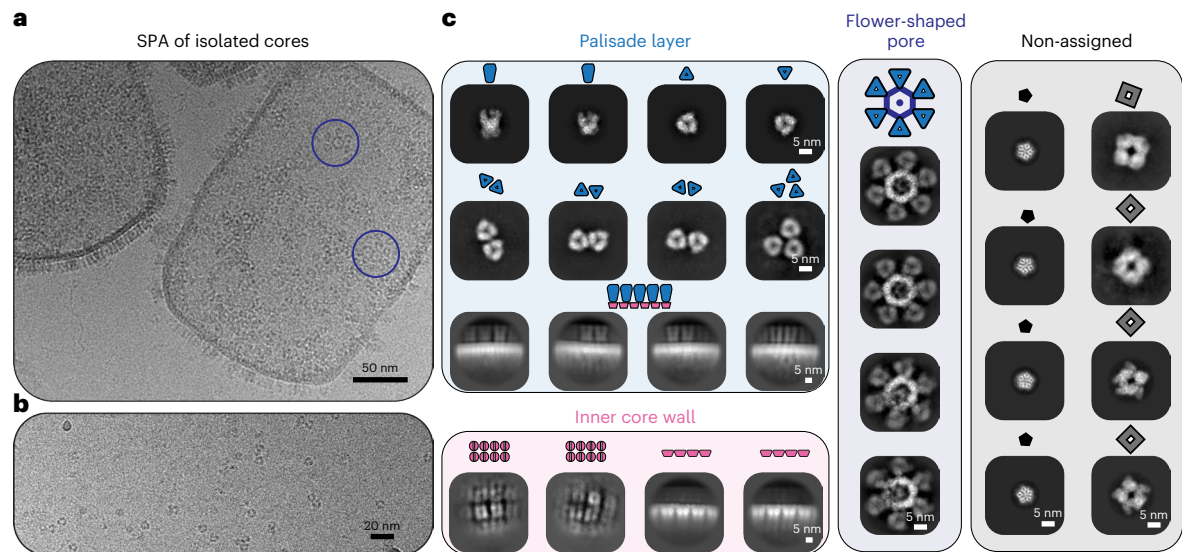 a
SPA of isolated cores
50 nm
b
20 nm
c
Palisade layer
5 nm
5 nm
5 nm
Inner core wall
5 nm
Flower-shaped
pore
5 nm
Non-assigned
5 nm
5 nm